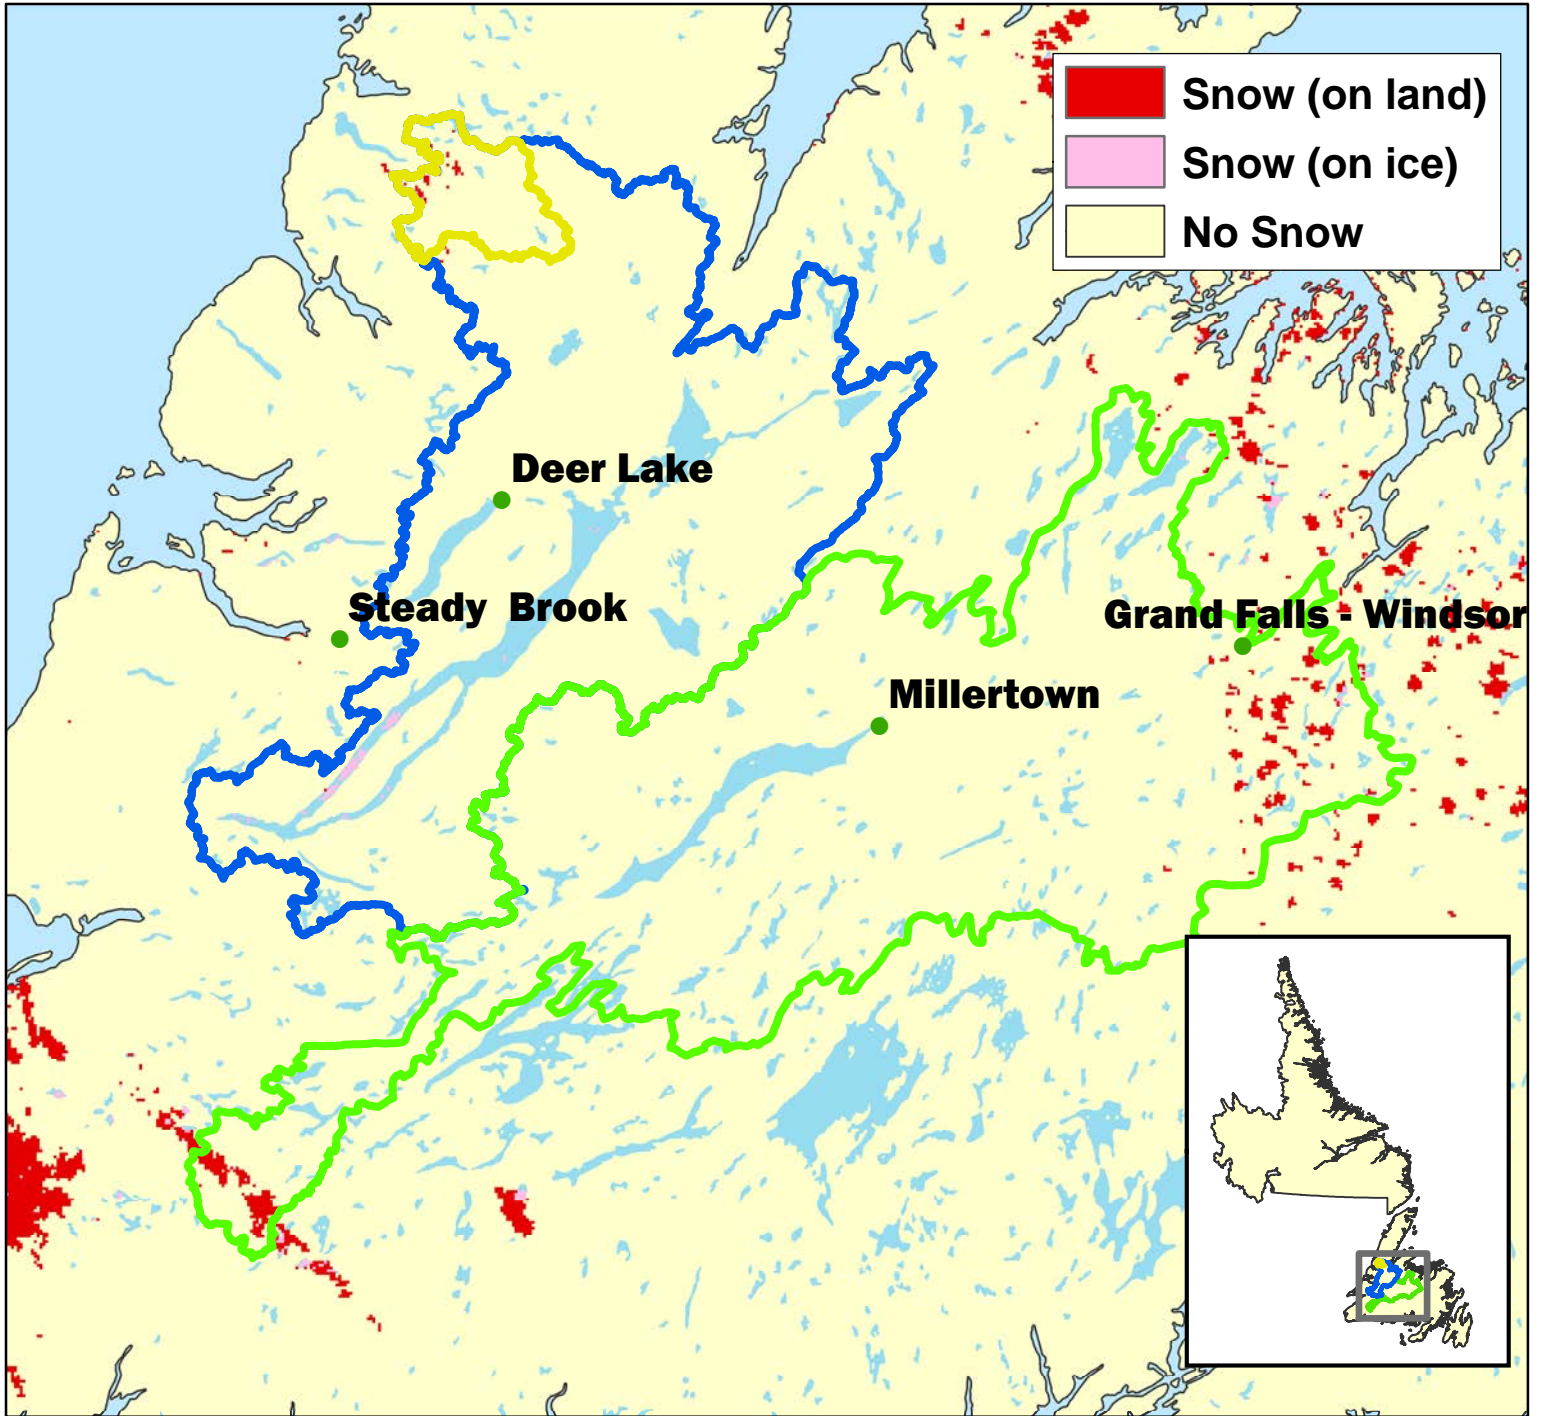 Snow (on land)
Snow (on ice)
No Snow
Deer Lake
Steady Brook
Grand Falls - Windsor
Millertown